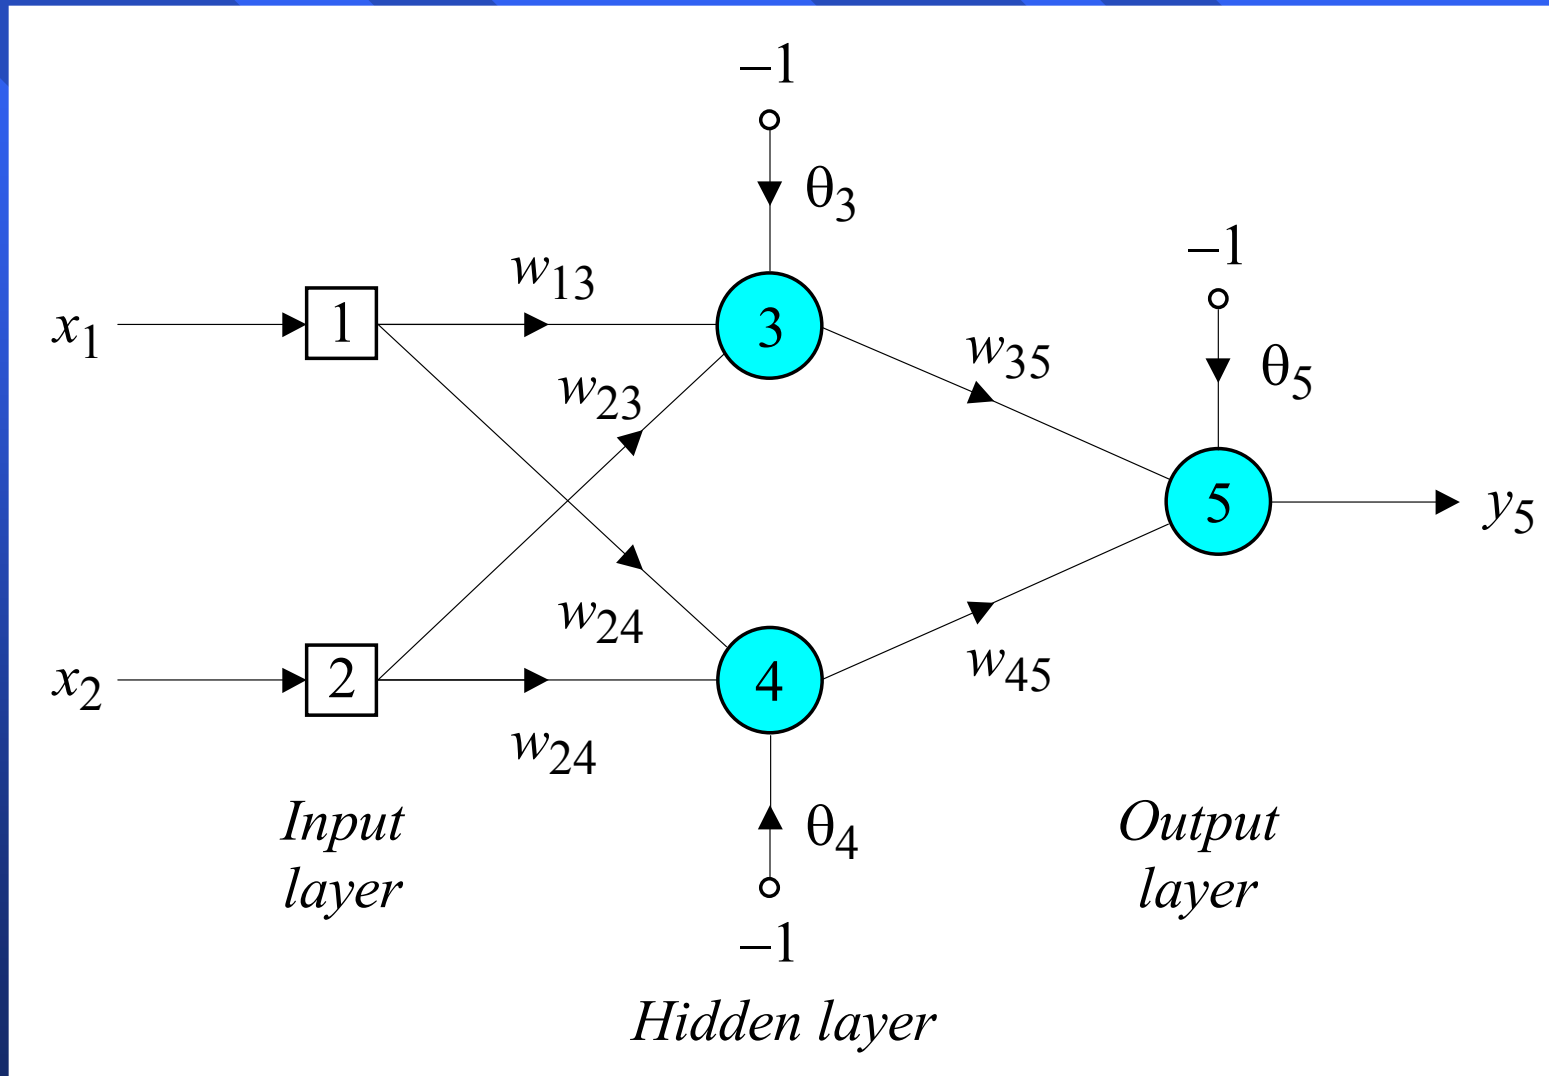 –1
θ3
–1
w13
x1
1
3
w35
θ5
w23
5
y5
w24
x2
2
4
w45
w24
Input
layer
θ4
Output
layer
–1
Hidden layer